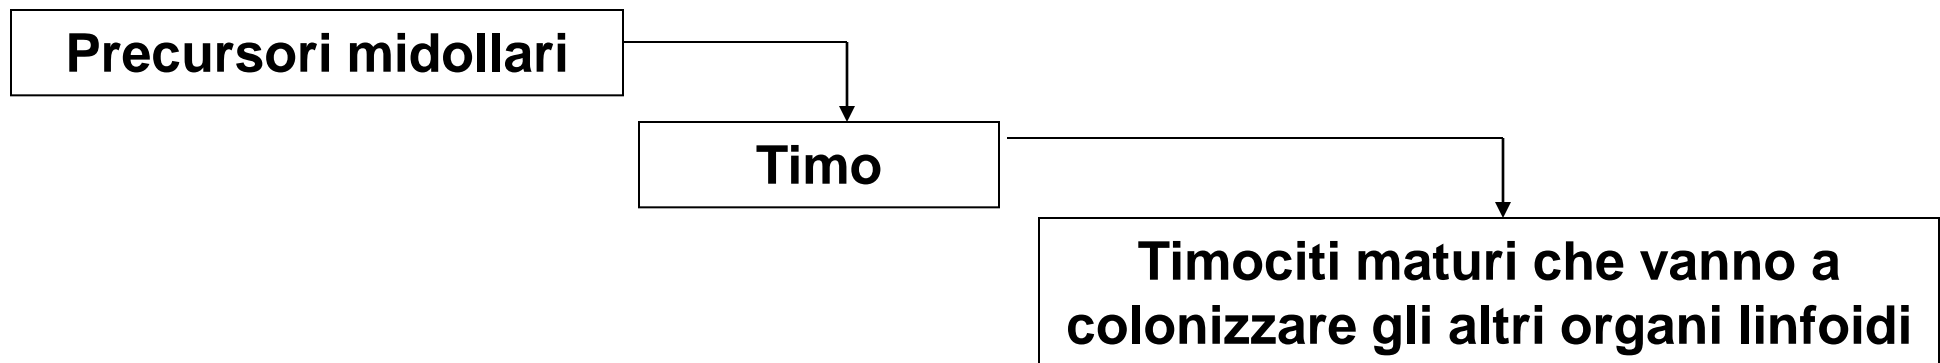 Precursori midollari
Timo
Timociti maturi che vanno a
colonizzare gli altri organi linfoidi